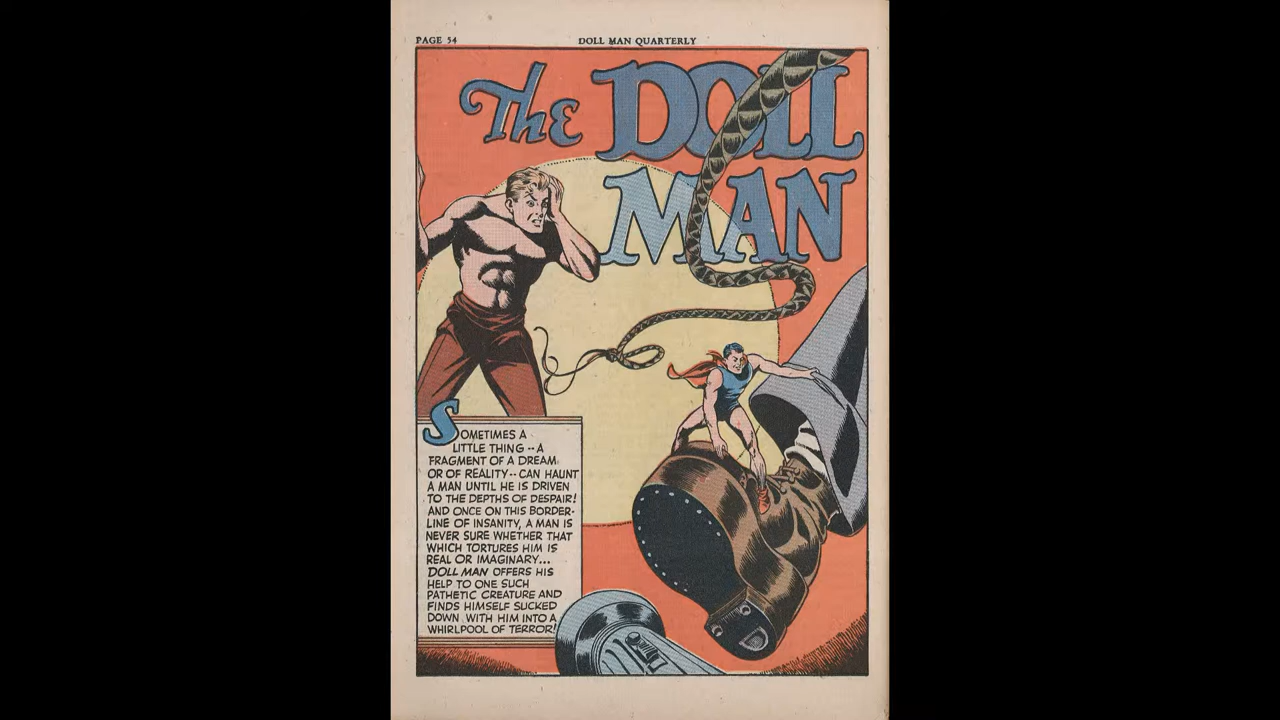 PAGE 54
DOLL MAN QUARTERLY
The DOLL
MAN
SOMETIMES A
LITTLE THING -- A
FRAGMENT OF A DREAM
OR OF REALITY -- CAN HAUNT
A MAN UNTIL HE IS DRIVEN
TO THE DEPTHS OF DESPAIR!
AND ONCE ON THIS BORDER-
LINE OF INSANITY, A MAN IS
NEVER SURE WHETHER THAT
WHICH TORTURES HIM IS
REAL OR IMAGINARY...
DOLL MAN OFFERS HIS
HELP TO ONE SUCH
PATHETIC CREATURE AND
FINDS HIMSELF SUCKED
DOWN WITH HIM INTO A
WHIRLPOOL OF TERROR!